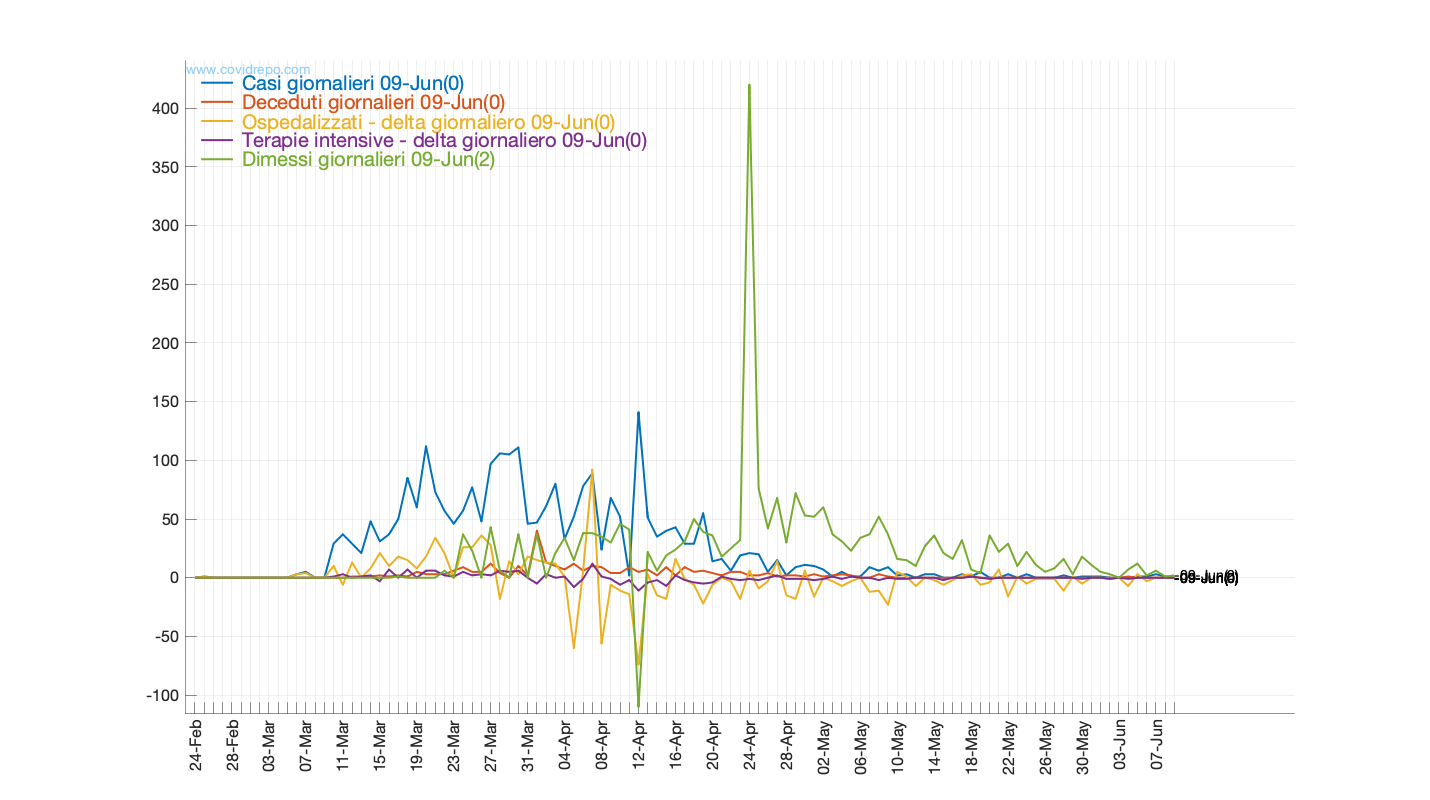 www.covidrepo.com
Casi giornalieri 09-Jun(0)
Deceduti giornalieri 09-Jun(0)
Ospedalizzati - delta giornaliero 09-Jun(0)
Terapie intensive - delta giornaliero 09-Jun(0)
Dimessi giornalieri 09-Jun(2)
400
350
300
250
200
150
100
50
0
-50
-100
-09-Jun(0)
24-Feb
28-Feb
03-Mar
07-Mar
11-Mar
15-Mar
19-Mar
23-Mar
27-Mar
31-Mar
04-Apr
08-Apr
12-Apr
16-Apr
20-Apr
24-Apr
28-Apr
02-May
06-May
10-May
14-May
18-May
22-May
26-May
30-May
03-Jun
07-Jun